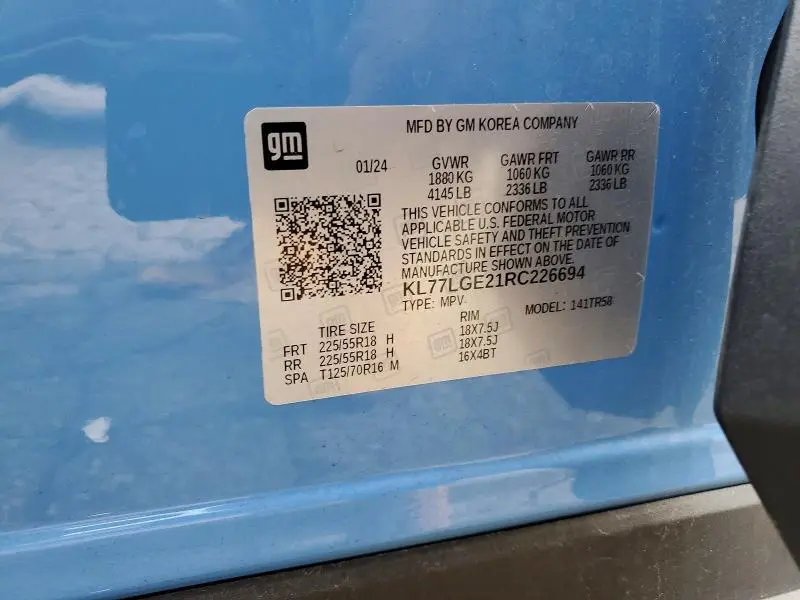 gm
MFD BY GM KOREA COMPANY
01/24
GVWR GAWR FRT GAWR RR
1880 KG 1060 KG 1060 KG
4145 LB 2336 LB 2336 LB
THIS VEHICLE CONFORMS TO ALL
APPLICABLE U.S. FEDERAL MOTOR
VEHICLE SAFETY AND THEFT PREVENTION
STANDARDS IN EFFECT ON THE DATE OF
MANUFACTURE SHOWN ABOVE.
KL77LGE21RC226694
TYPE: MPV MODEL: 141TR58
TIRE SIZE RIM
FRT 225/55R18 H 18X7.5J
RR 225/55R18 H 18X7.5J
SPA T125/70R16 M 16X4BT